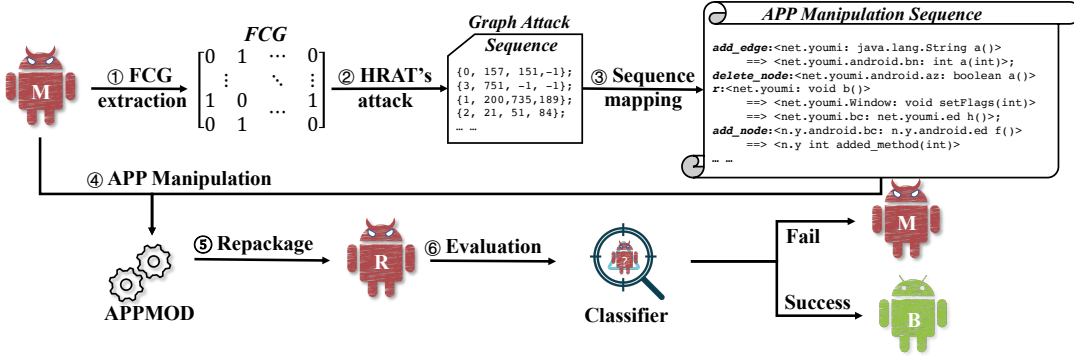 M
① FCG
extraction
FCG
0 1 ⋯ 0
⋮ ⋱ ⋮
1 0 1
0 1 ⋯ 0
② HRAT's
attack
Graph Attack
Sequence
{0, 157, 151,-1};
{3, 751, -1, -1};
{1, 200,735,189};
{2, 21, 51, 84};
… …
③ Sequence
mapping
APP Manipulation Sequence
add_edge:<net.youmi: java.lang.String a()>
==> <net.youmi.android.bn: int a(int)>;
delete_node:<net.youmi.android.az: boolean a()>
r:<net.youmi: void b()>
==> <net.youmi.Window: void setFlags(int)>
==> <net.youmi.bc: net.youmi.ed h()>;
add_node:<n.y.android.bc: n.y.android.ed f()>
==> <n.y int added_method(int)>
… …
④ APP Manipulation
APPMOD
⑤ Repackage
R
⑥ Evaluation
?
Classifier
Fail
M
Success
B